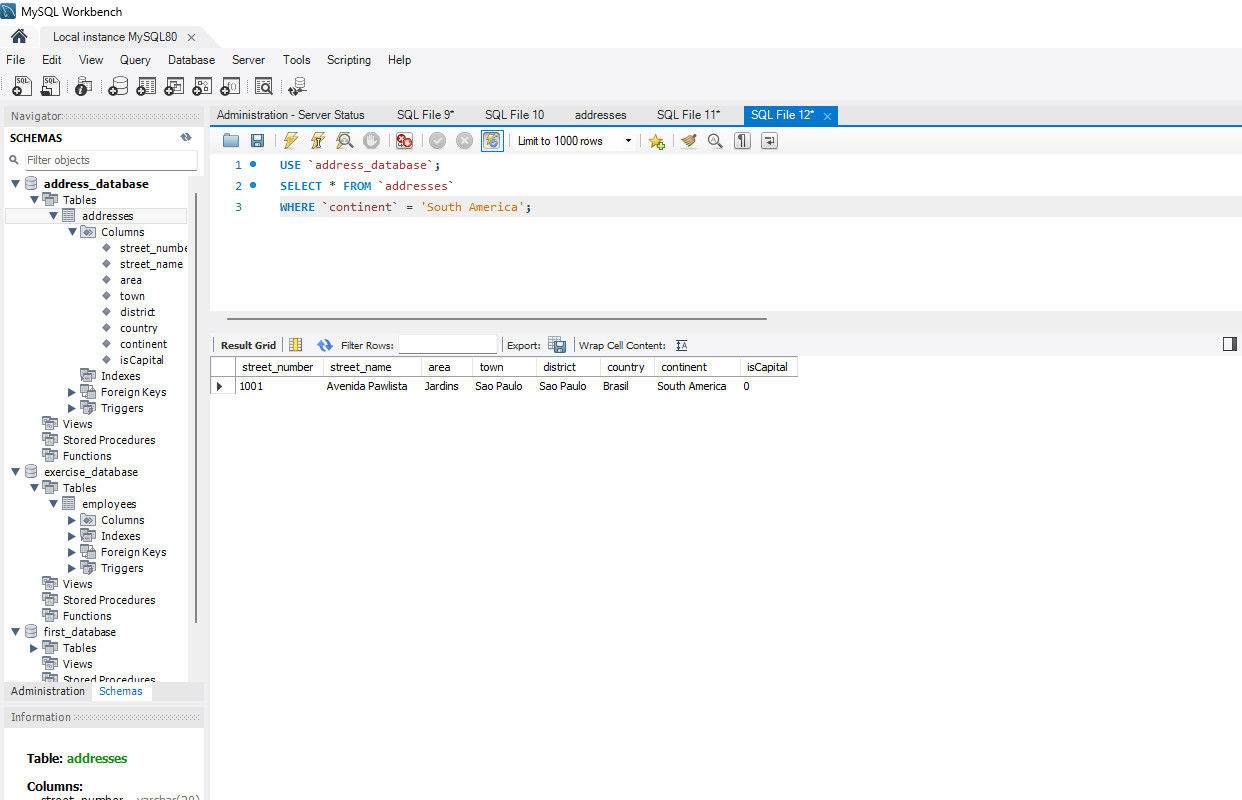 MySQL Workbench
Local instance MySQL80
File Edit View Query Database Server Tools Scripting Help
Navigator
SCHEMAS
Filter objects
address_database
Tables
addresses
Columns
street_numbe
street_name
area
town
district
country
continent
isCapital
Indexes
Foreign Keys
Triggers
Views
Stored Procedures
Functions
exercise_database
Tables
employees
Columns
Indexes
Foreign Keys
Triggers
Views
Stored Procedures
Functions
first_database
Tables
Views
Stored Procedures
Administration Schemas
Information
Table: addresses
Columns:
street_number varchar(20)
Administration - Server Status SQL File 9* SQL File 10 addresses SQL File 11* SQL File 12*
Limit to 1000 rows
1 USE `address_database`;
2 SELECT * FROM `addresses`
3 WHERE `continent` = 'South America';
Result Grid Filter Rows: Export: Wrap Cell Content:
street_number street_name area town district country continent isCapital
1001 Avenida Pawlista Jardins Sao Paulo Sao Paulo Brasil South America 0